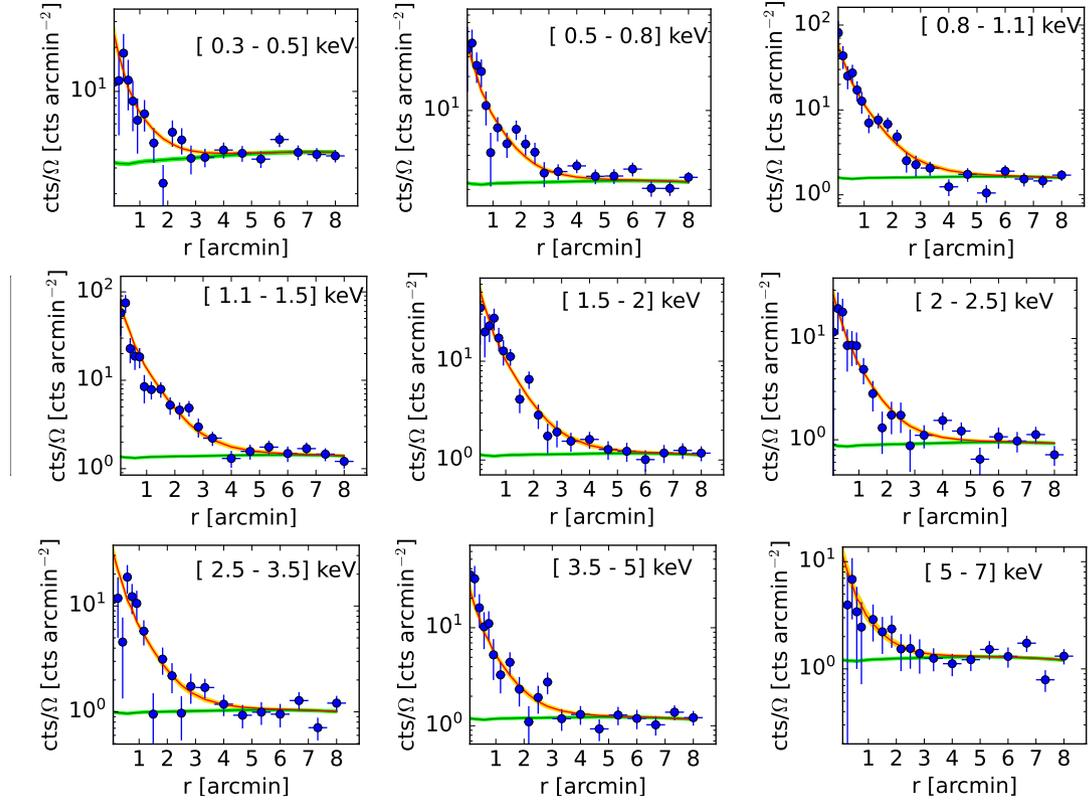 [ 0.3 - 0.5] keV
cts/Ω [cts arcmin⁻²]
10¹
1 2 3 4 5 6 7 8
r [arcmin]
[ 0.5 - 0.8] keV
cts/Ω [cts arcmin⁻²]
10¹
1 2 3 4 5 6 7 8
r [arcmin]
[ 0.8 - 1.1] keV
cts/Ω [cts arcmin⁻²]
10²
10¹
10⁰
1 2 3 4 5 6 7 8
r [arcmin]
[ 1.1 - 1.5] keV
cts/Ω [cts arcmin⁻²]
10²
10¹
10⁰
1 2 3 4 5 6 7 8
r [arcmin]
[ 1.5 - 2] keV
cts/Ω [cts arcmin⁻²]
10¹
10⁰
1 2 3 4 5 6 7 8
r [arcmin]
[ 2 - 2.5] keV
cts/Ω [cts arcmin⁻²]
10¹
10⁰
1 2 3 4 5 6 7 8
r [arcmin]
[ 2.5 - 3.5] keV
cts/Ω [cts arcmin⁻²]
10¹
10⁰
1 2 3 4 5 6 7 8
r [arcmin]
[ 3.5 - 5] keV
cts/Ω [cts arcmin⁻²]
10¹
10⁰
1 2 3 4 5 6 7 8
r [arcmin]
[ 5 - 7] keV
cts/Ω [cts arcmin⁻²]
10¹
10⁰
1 2 3 4 5 6 7 8
r [arcmin]